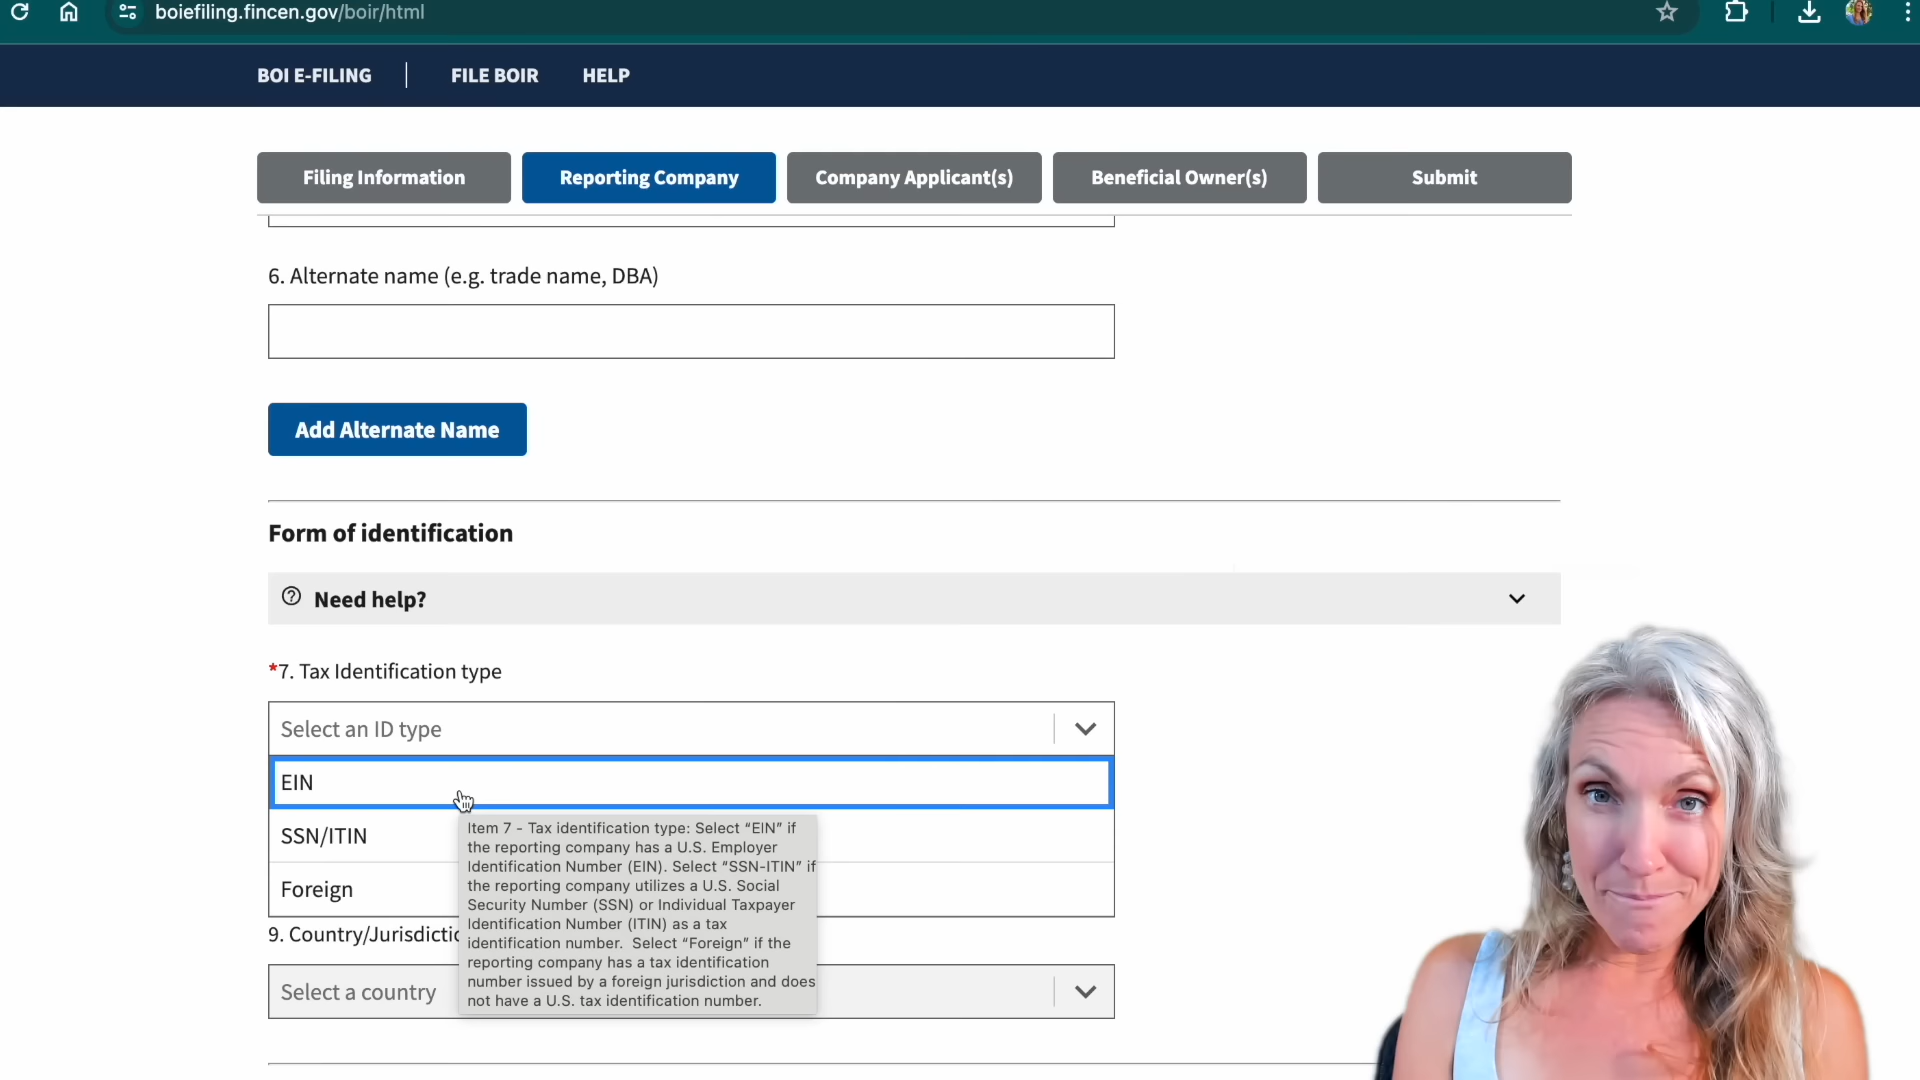 boiefiling.fincen.gov/boir/html
BOI E-FILING
FILE BOIR
HELP
Filing Information
Reporting Company
Company Applicant(s)
Beneficial Owner(s)
Submit
6. Alternate name (e.g. trade name, DBA)
Add Alternate Name
Form of identification
Need help?
*7. Tax Identification type
Select an ID type
EIN
SSN/ITIN
Foreign
Item 7 - Tax identification type: Select “EIN” if
the reporting company has a U.S. Employer
Identification Number (EIN). Select “SSN-ITIN” if
the reporting company utilizes a U.S. Social
Security Number (SSN) or Individual Taxpayer
Identification Number (ITIN) as a tax
identification number. Select “Foreign” if the
reporting company has a tax identification
number issued by a foreign jurisdiction and does
not have a U.S. tax identification number.
9. Country/Jurisdictio
Select a country